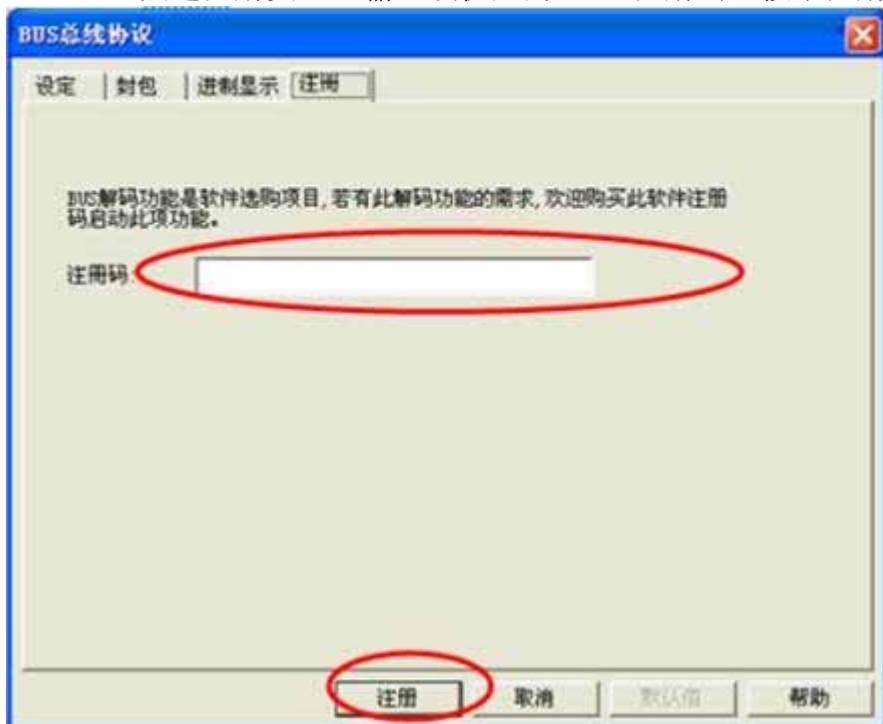 BUS总线协议
设定 封包 进制显示 注册
BUS解码功能是软件选购项目,若有此解码功能的需求,欢迎购买此软件注册
码启动此项功能。
注册码
注册 取消 默认值 帮助